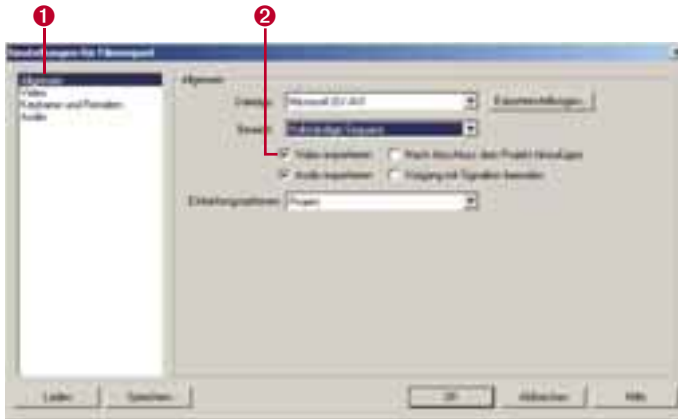 1 2
Einstellungen für Filmexport
Allgemein
Video
Keyframe und Rendern
Audio
Allgemein
Dateityp: Microsoft DV AVI
Bereich: Vollständige Sequenz
Video exportieren Nach Abschluss dem Projekt hinzufügen
Audio exportieren Vorgang mit Signalton beenden
Einbettungsoptionen: Projekt
Laden Speichern OK Abbrechen Hilfe